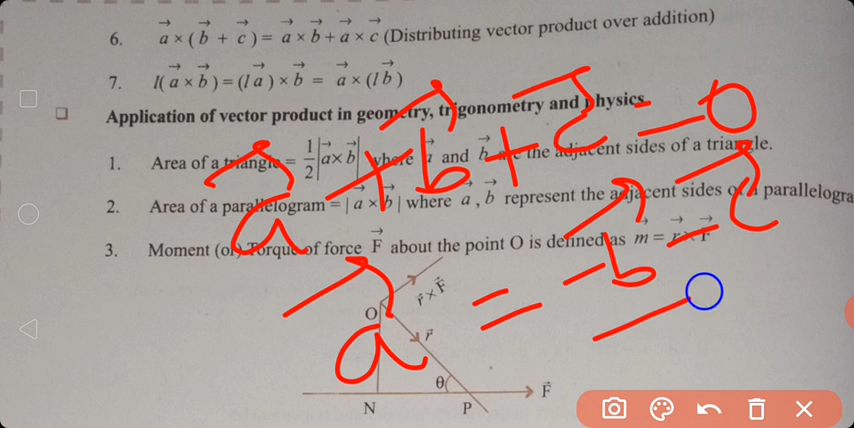 6. a⃗ × (b⃗ + c⃗) = a⃗ × b⃗ + a⃗ × c⃗ (Distributing vector product over addition)
7. l(a⃗ × b⃗) = (l a⃗) × b⃗ = a⃗ × (l b⃗)
Application of vector product in geometry, trigonometry and physics
a⃗ + b⃗ + c⃗ = 0
1. Area of a triangle = 1/2 |a⃗ × b⃗| where a⃗ and b⃗ are the adjacent sides of a triangle.
2. Area of a parallelogram = |a⃗ × b⃗| where a⃗, b⃗ represent the adjacent sides of a parallelogra
3. Moment (or) Torque of force F⃗ about the point O is defined as m⃗ = r⃗ × F⃗
a⃗ = -b⃗ - c⃗
r⃗ × F⃗
O
r⃗
θ
F⃗
N P